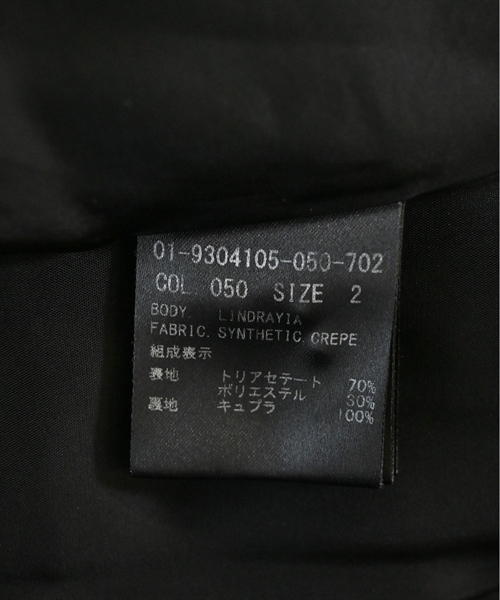 01-9304105-050-702
COL. 050 SIZE 2
BODY. LINDRAYIA
FABRIC. SYNTHETIC CREPE
組成表示
裏地 トリアセテート 70%
ポリエステル 30%
裏地 キュプラ 100%